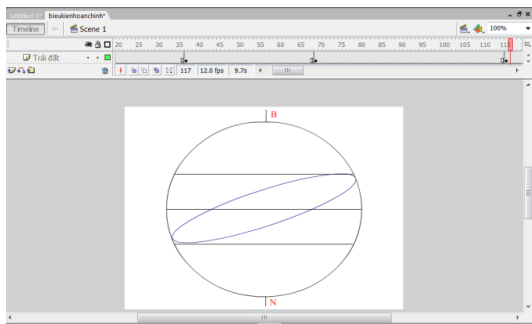 Untitled-1* bieukienhoanchinh*
Timeline Scene 1 100%
20 25 30 35 40 45 50 55 60 65 70 75 80 85 90 95 100 105 110 115
Trái đất
117 12.0 fps 9.7s
B
N